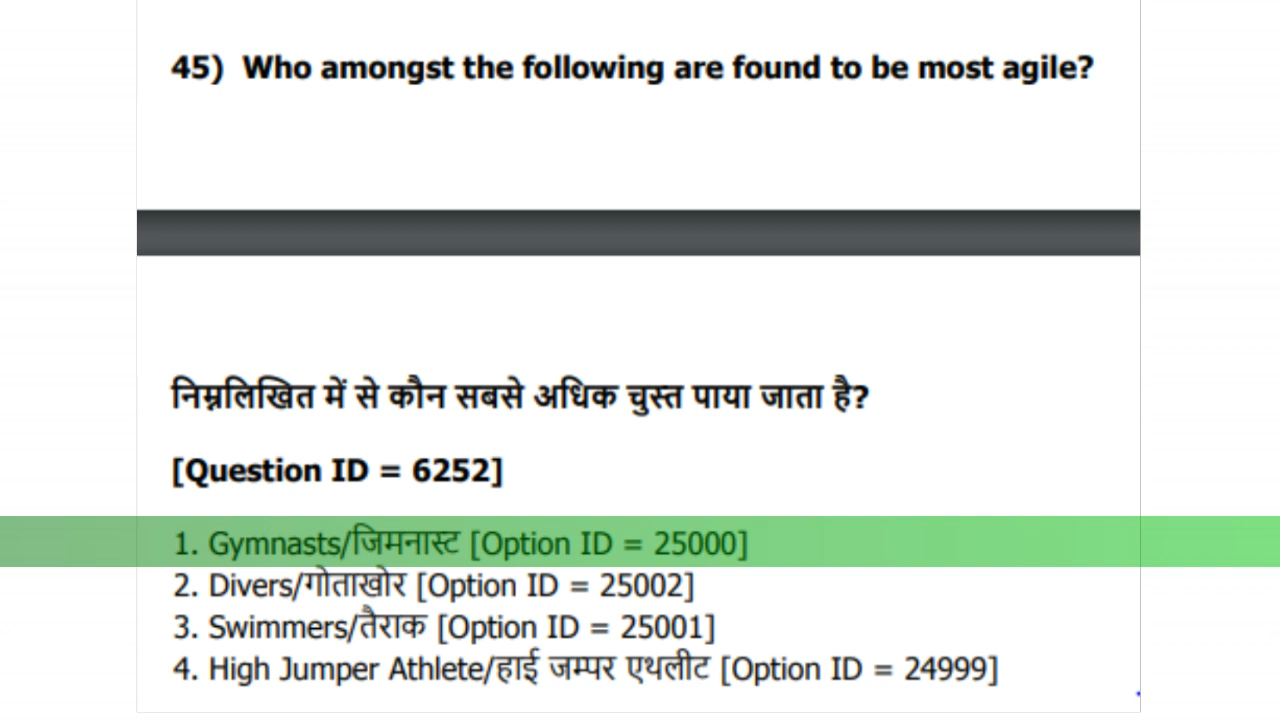 45) Who amongst the following are found to be most agile?
निम्नलिखित में से कौन सबसे अधिक चुस्त पाया जाता है?
[Question ID = 6252]
1. Gymnasts/जिमनास्ट [Option ID = 25000]
2. Divers/गोताखोर [Option ID = 25002]
3. Swimmers/तैराक [Option ID = 25001]
4. High Jumper Athlete/हाई जम्पर एथलीट [Option ID = 24999]